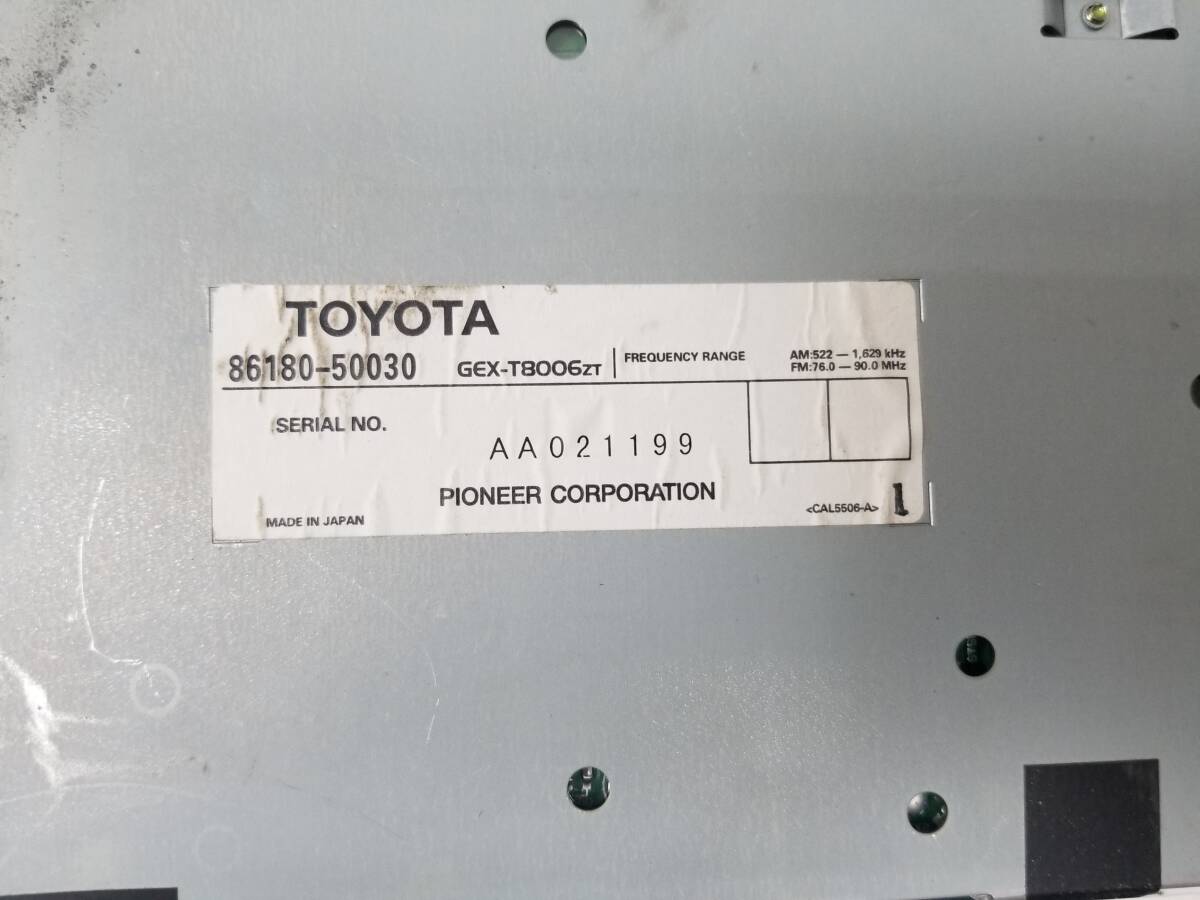 TOYOTA
86180-50030 GEX-T8006ZT FREQUENCY RANGE AM:522 — 1,629 kHz
FM:76.0 — 90.0 MHz
SERIAL NO.
AA021199
PIONEER CORPORATION
MADE IN JAPAN <CAL5506-A> 1